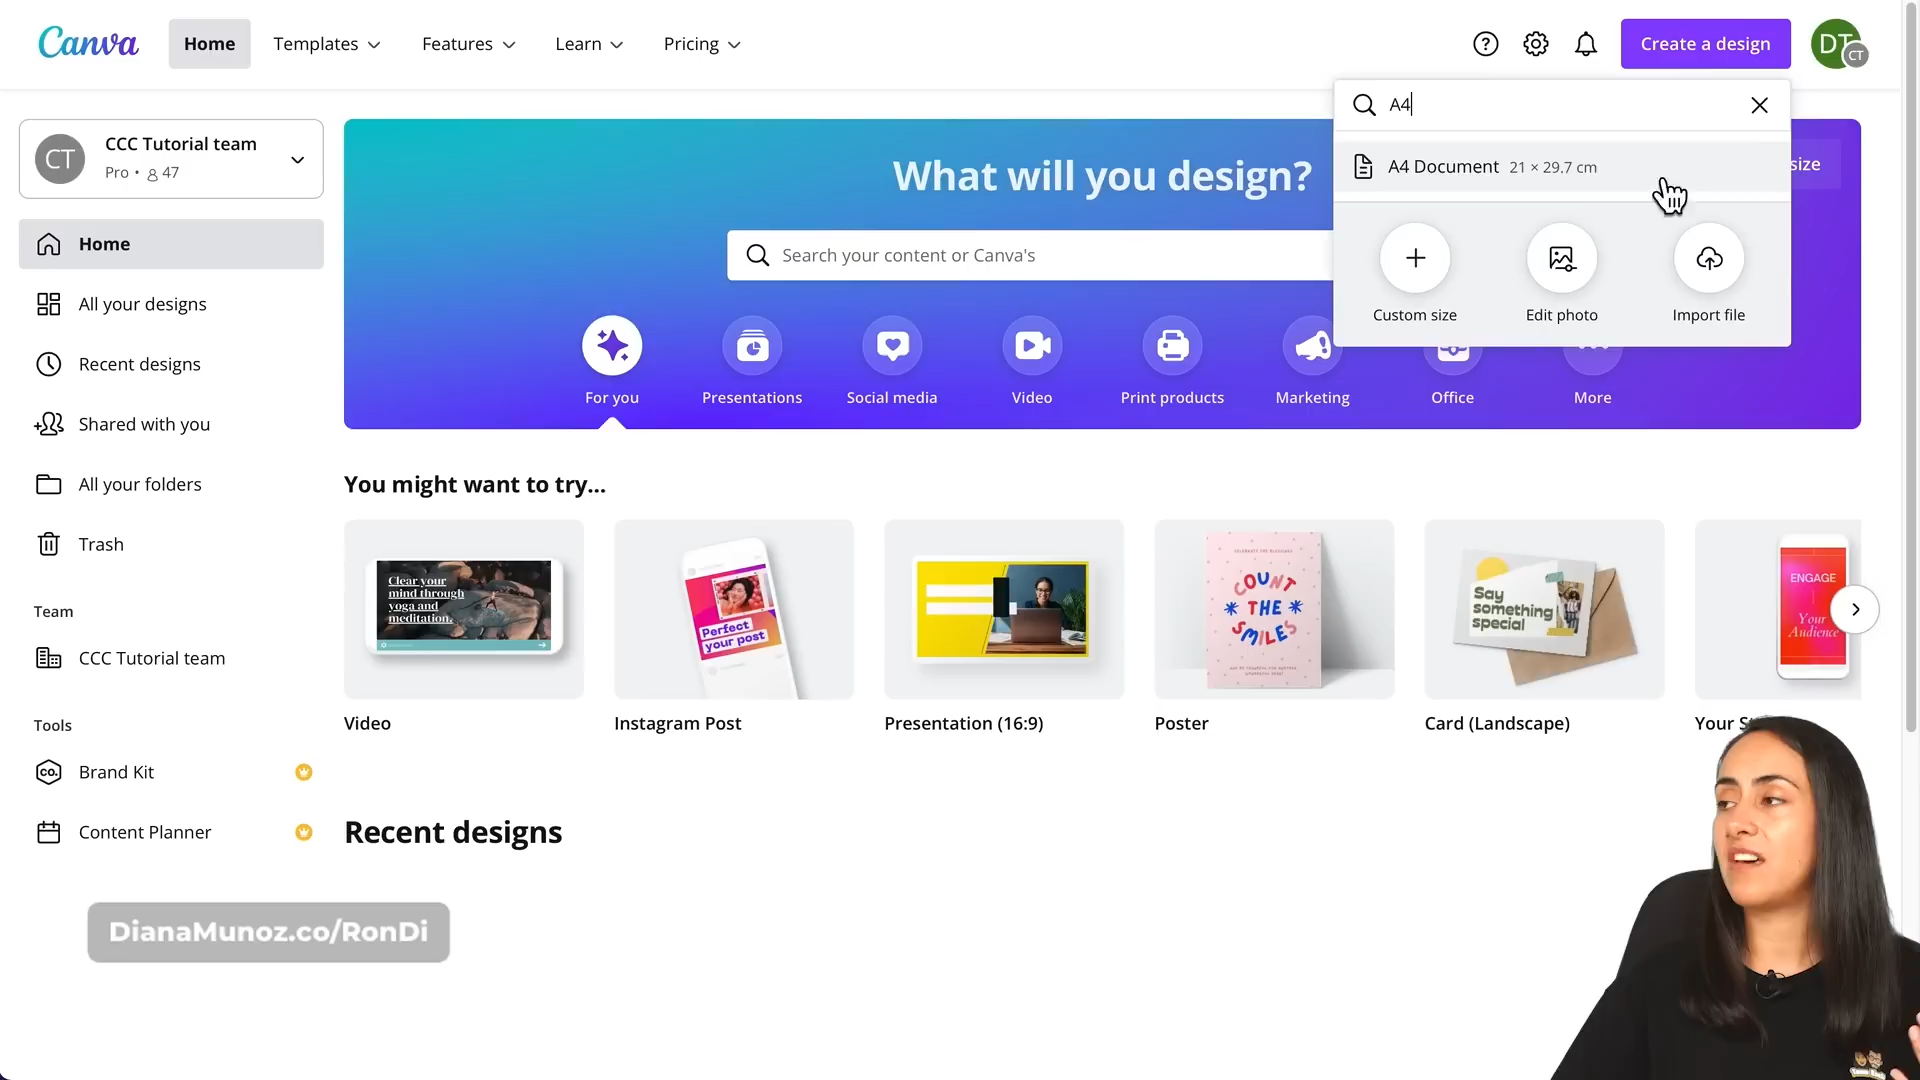 Canva
Home
Templates
Features
Learn
Pricing
Create a design
DT
CT
A4
A4 Document 21 × 29.7 cm
size
Custom size
Edit photo
Import file
CT
CCC Tutorial team
Pro • 47
Home
All your designs
Recent designs
Shared with you
All your folders
Trash
Team
CCC Tutorial team
Tools
Brand Kit
Content Planner
What will you design?
Search your content or Canva's
For you
Presentations
Social media
Video
Print products
Marketing
Office
More
You might want to try...
Clear your
mind through
yoga and
meditation.
Perfect
your post
COUNT
THE
SMILES
Say
something
special
ENGAGE
Your
Audience
Video
Instagram Post
Presentation (16:9)
Poster
Card (Landscape)
Your
Recent designs
CO.
DianaMunoz.co/RonDi